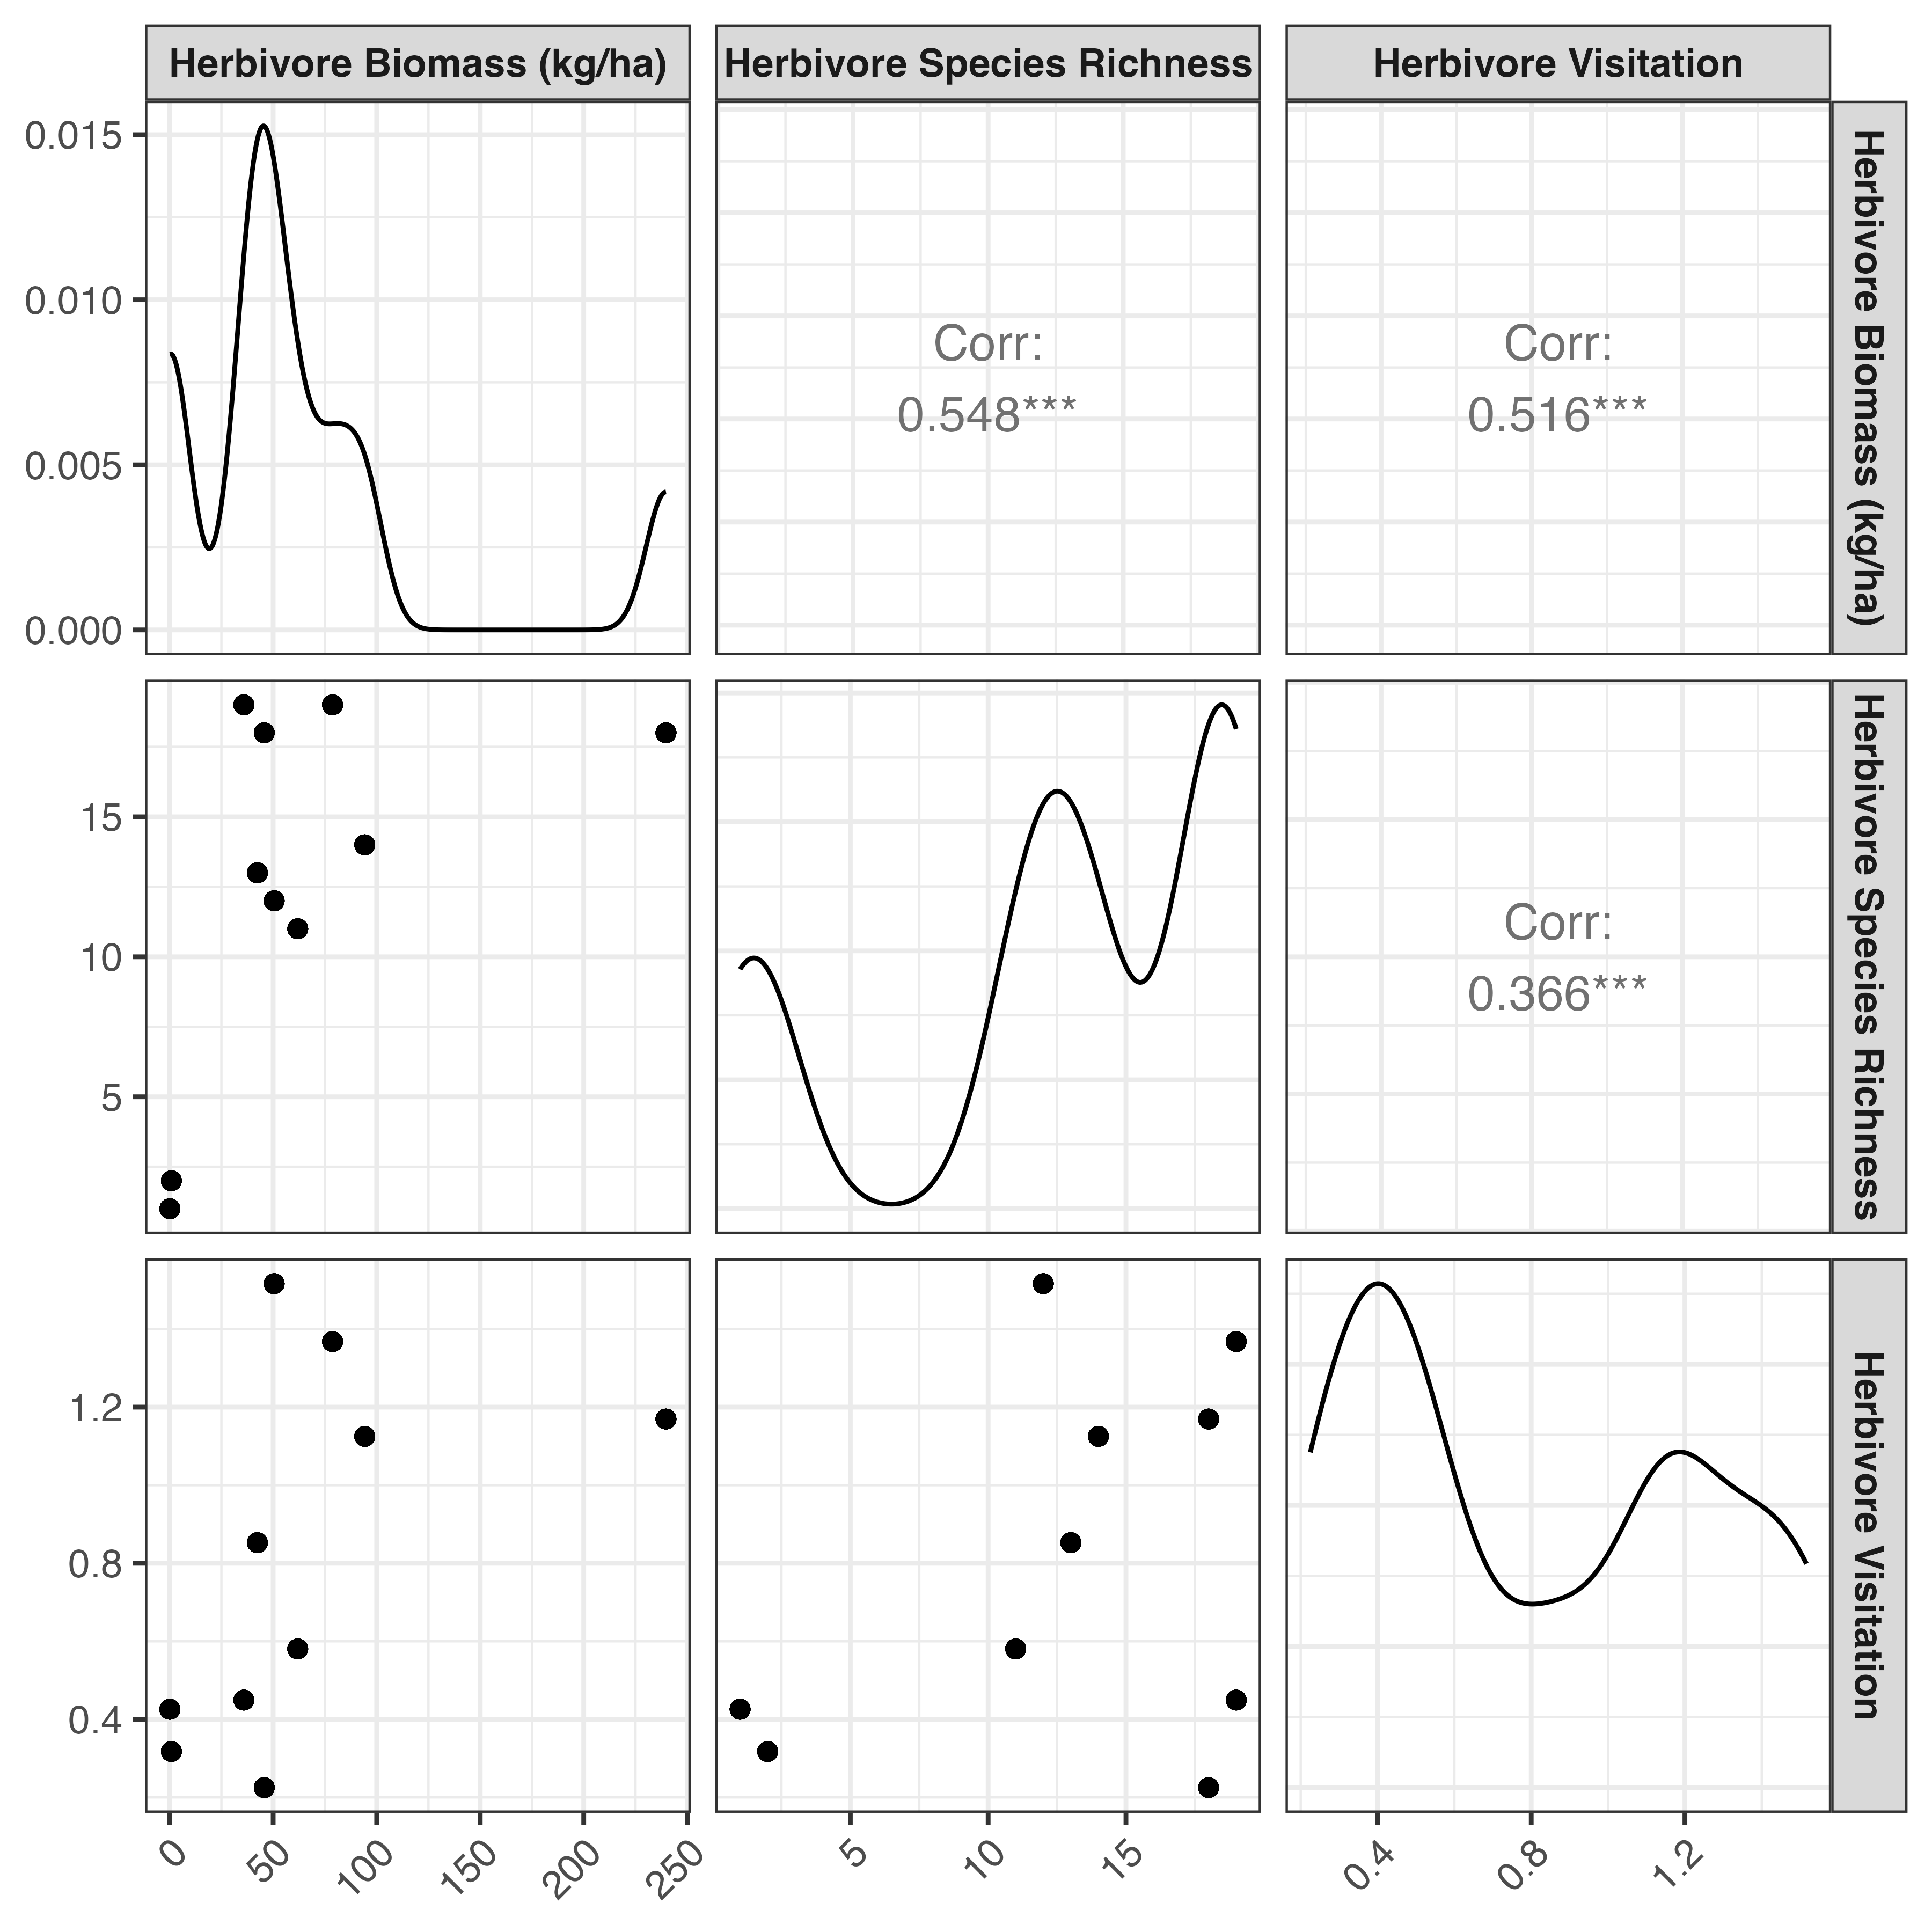 Herbivore Biomass (kg/ha)
Herbivore Species Richness
Herbivore Visitation
0.015
0.010
0.005
0.000
Corr:
0.548***
Corr:
0.516***
Herbivore Biomass (kg/ha)
15
10
5
Corr:
0.366***
Herbivore Species Richness
1.2
0.8
0.4
Herbivore Visitation
0
50
100
150
200
250
5
10
15
0.4
0.8
1.2